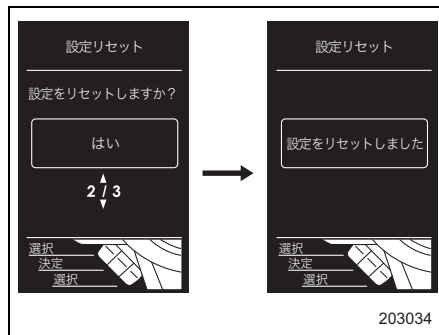 設定リセット
設定をリセットしますか？
はい
2 / 3
選択
決定
選択
設定リセット
設定をリセットしました
選択
決定
選択
203034